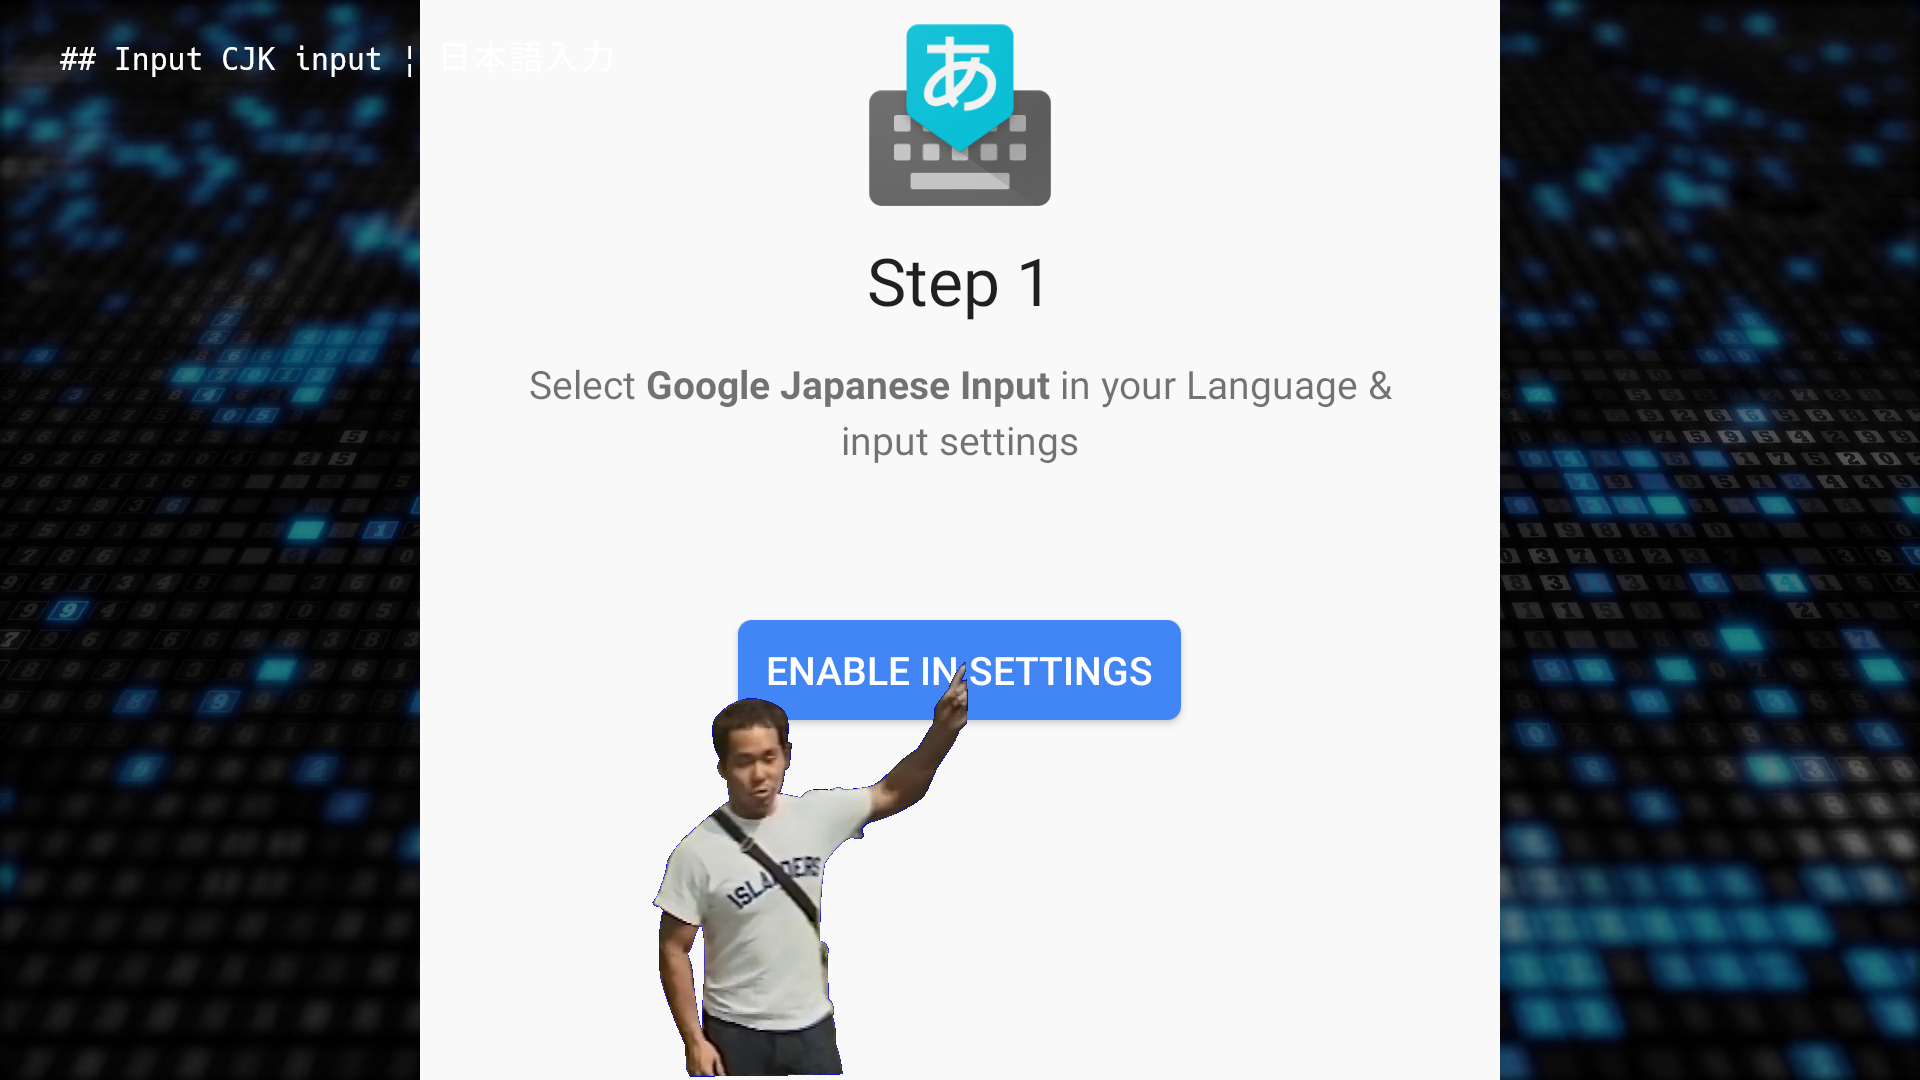 ## Input CJK input ¦ 日本語入力
あ
Step 1
Select Google Japanese Input in your Language &
input settings
ENABLE IN SETTINGS
ISLANDERS